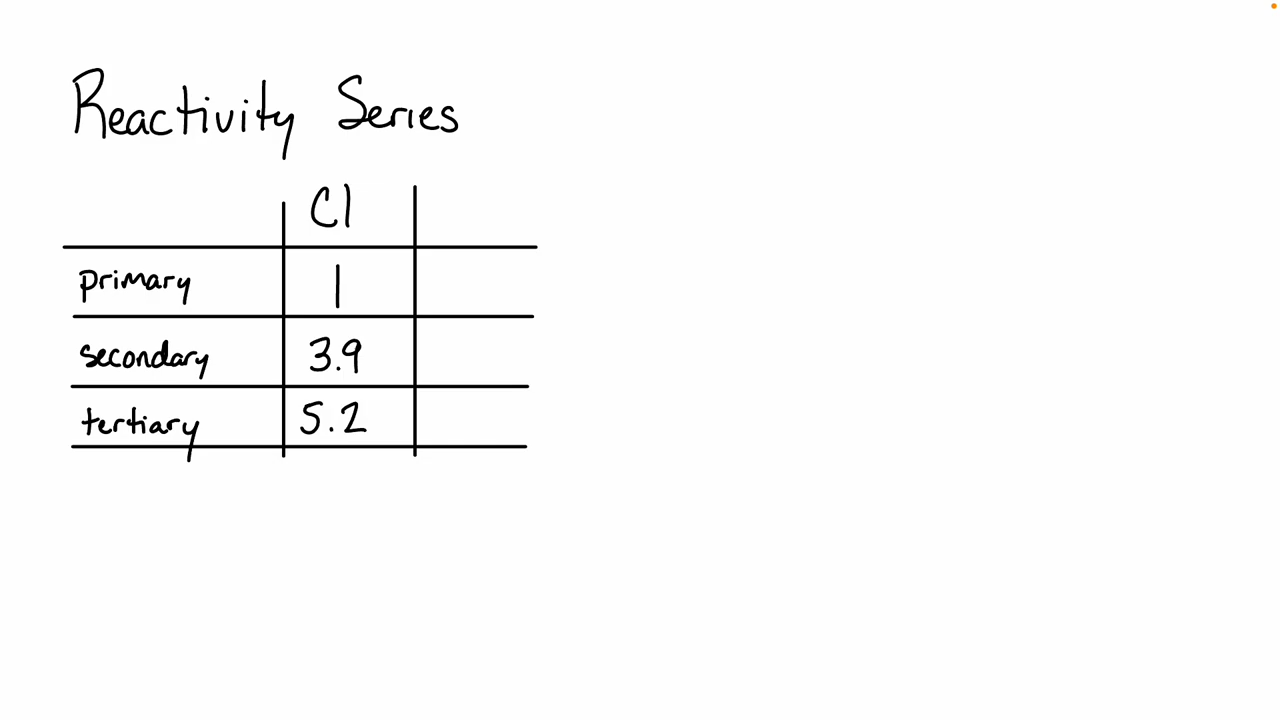 Reactivity Series
Cl
primary 1
secondary 3.9
tertiary 5.2